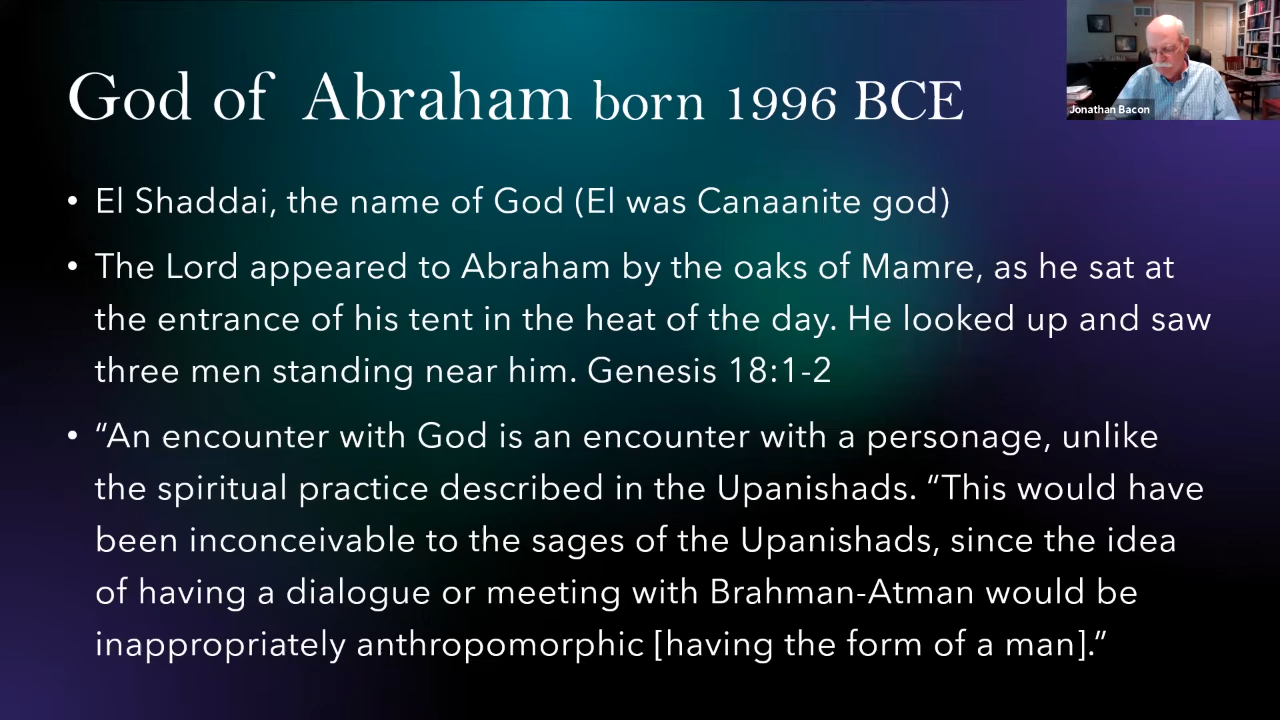 God of Abraham born 1996 BCE
Jonathan Bacon
• El Shaddai, the name of God (El was Canaanite god)
• The Lord appeared to Abraham by the oaks of Mamre, as he sat at
the entrance of his tent in the heat of the day. He looked up and saw
three men standing near him. Genesis 18:1-2
• “An encounter with God is an encounter with a personage, unlike
the spiritual practice described in the Upanishads. “This would have
been inconceivable to the sages of the Upanishads, since the idea
of having a dialogue or meeting with Brahman-Atman would be
inappropriately anthropomorphic [having the form of a man].”